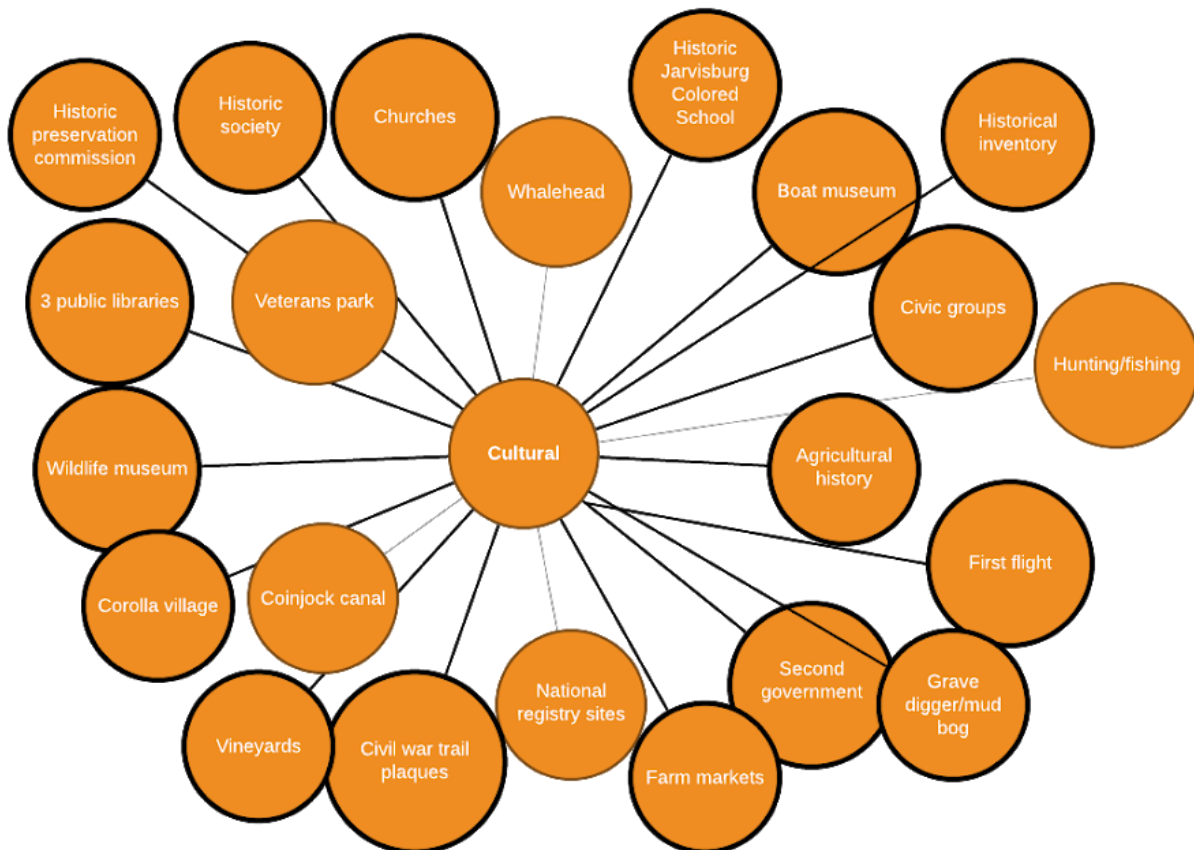 Historic
Jarvisburg
Colored
School
Historic
society
Churches
Historic
preservation
commission
Historical
inventory
Whalehead
Boat museum
3 public libraries
Veterans park
Civic groups
Hunting/fishing
Cultural
Wildlife museum
Agricultural
history
First flight
Corolla village
Coinjock canal
Second
government
Grave
digger/mud
bog
National
registry sites
Vineyards
Civil war trail
plaques
Farm markets